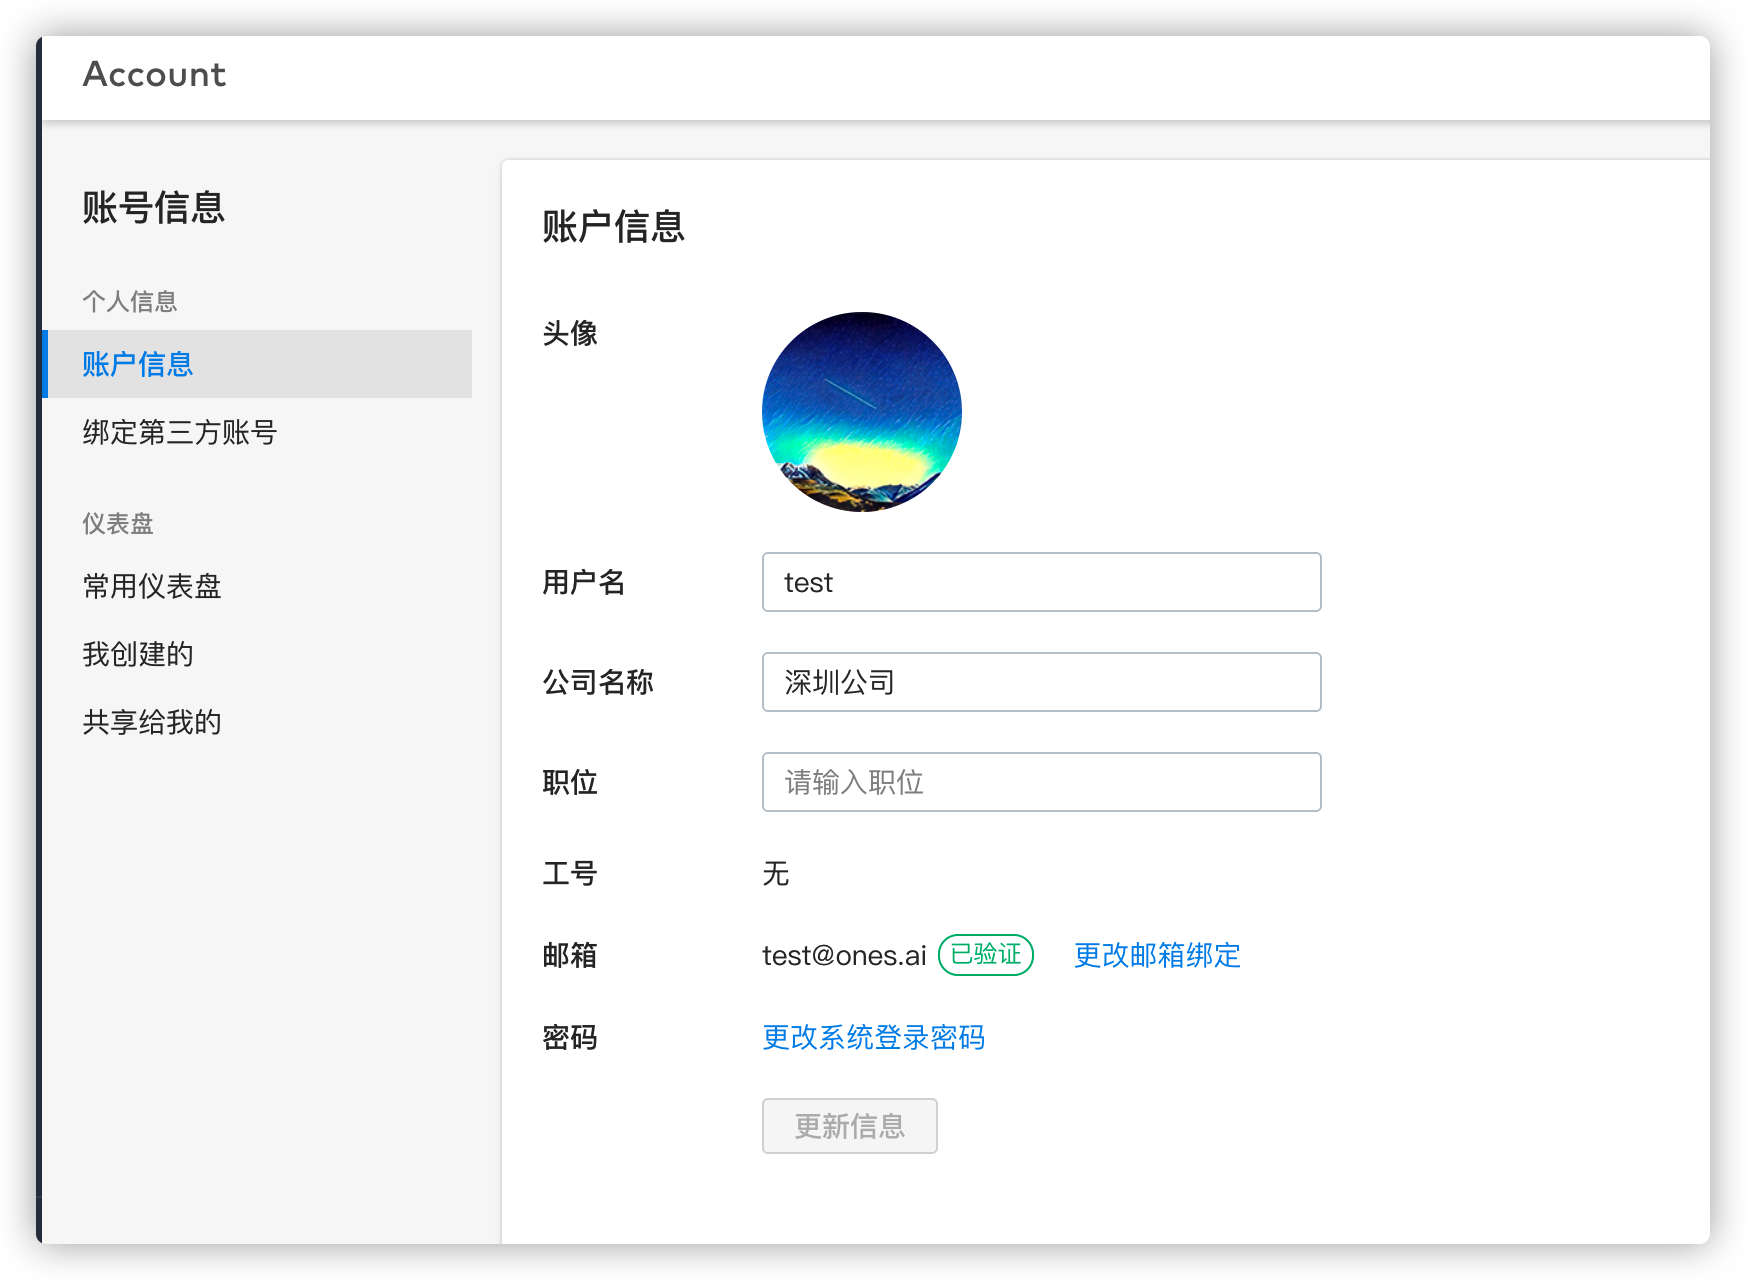 Account
账号信息
个人信息
账户信息
绑定第三方账号
仪表盘
常用仪表盘
我创建的
共享给我的
账户信息
头像
用户名 test
公司名称 深圳公司
职位 请输入职位
工号 无
邮箱 test@ones.ai 已验证 更改邮箱绑定
密码 更改系统登录密码
更新信息